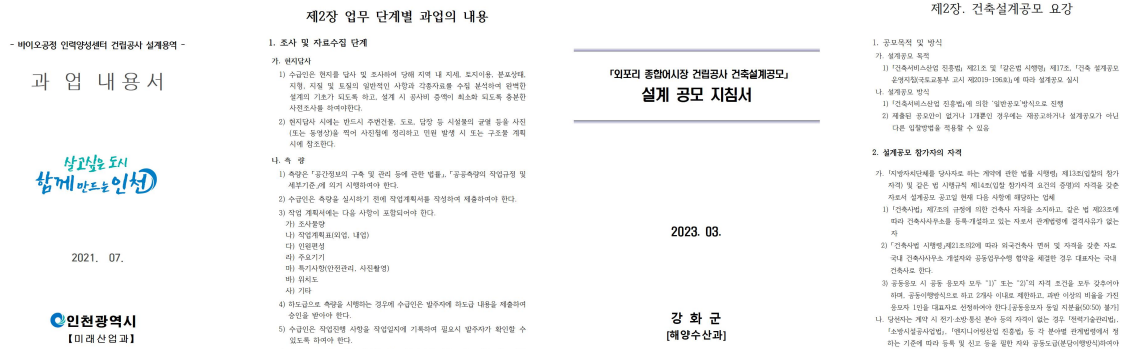 - 바이오공정 인력양성센터 건립공사 설계용역 -
과 업 내 용 서
살고싶은 도시
함께 만드는 인천
2021. 07.
인천광역시
【미래산업과】
제2장 업무 단계별 과업의 내용
1. 조사 및 자료수집 단계
가. 현지답사
1) 수급인은 현지를 답사 및 조사하여 당해 지역 내 지세, 토지이용, 분포상태,
지형, 지질 및 토질의 일반적인 사항과 각종자료를 수집 분석하여 완벽한
설계의 기초가 되도록 하고, 설계 시 공사비 증액이 최소화 되도록 충분한
사전조사를 하여야한다.
2) 현지답사 시에는 반드시 주변건물, 도로, 담장 등 시설물의 균열 등을 사진
(또는 동영상)을 찍어 사진첩에 정리하고 민원 발생 시 또는 구조물 계획
시에 참조한다.
나. 측 량
1) 측량은 「공간정보의 구축 및 관리 등에 관한 법률」, 「공공측량의 작업규정 및
세부기준」에 의거 시행하여야 한다.
2) 수급인은 측량을 실시하기 전에 작업계획서를 작성하여 제출하여야 한다.
3) 작업 계획서에는 다음 사항이 포함되어야 한다.
가) 조사물량
나) 작업계획표(외업, 내업)
다) 인원편성
라) 주요기기
마) 특기사항(안전관리, 사진촬영)
바) 위치도
사) 기타
4) 하도급으로 측량을 시행하는 경우에 수급인은 발주자에 하도급 내용을 제출하여
승인을 받아야 한다.
5) 수급인은 작업진행 사항을 작업일지에 기록하여 필요시 발주자가 확인할 수
있도록 하여야 한다.
「외포리 종합어시장 건립공사 건축설계공모」
설계 공모 지침서
2023. 03.
강 화 군
[해양수산과]
제2장. 건축설계공모 요강
1. 공모목적 및 방식
가. 설계공모 목적
1) 「건축서비스산업 진흥법」 제21조 및 「같은법 시행령」 제17조, 「건축 설계공모
운영지침(국토교통부 고시 제2019-196호)」에 따라 설계공모 실시
나. 설계공모 방식
1) 「건축서비스산업 진흥법」에 의한 '일반공모'방식으로 진행
2) 제출된 공모안이 없거나 1개뿐인 경우에는 재공고하거나 설계공모가 아닌
다른 입찰방법을 적용할 수 있음
2. 설계공모 참가자의 자격
가. 「지방자치단체를 당사자로 하는 계약에 관한 법률 시행령」 제13조(입찰의 참가
자격) 및 같은 법 시행규칙 제14조(입찰 참가자격 요건의 증명)의 자격을 갖춘
자로서 설계공모 공고일 현재 다음 사항에 해당하는 업체
1) 「건축사법」 제7조의 규정에 의한 건축사 자격을 소지하고, 같은 법 제23조에
따라 건축사사무소를 등록·개설하고 있는 자로서 관계법령에 결격사유가 없는
자
2) 「건축사법 시행령」제21조의2에 따라 외국건축사 면허 및 자격을 갖춘 자로
국내 건축사사무소 개설자와 공동업무수행 협약을 체결한 경우 대표자는 국내
건축사로 한다.
3) 공동응모 시 공동 응모자 모두 "1)" 또는 "2)"의 자격 조건을 모두 갖추어야
하며, 공동이행방식으로 하고 2개사 이내로 제한하고, 과반 이상의 비율을 가진
응모자 1인을 대표자로 선정하여야 한다.[공동응모자 동일 지분율(50:50) 불가]
나. 당선자는 계약 시 전기·소방·통신 분야 등의 자격이 없는 경우 「전력기술관리법」,
「소방시설공사업법」, 「엔지니어링산업 진흥법」 등 각 분야별 관계법령에서 정
하는 기준에 따라 등록 및 신고 등을 필한 자와 공동도급(분담이행방식)하여야